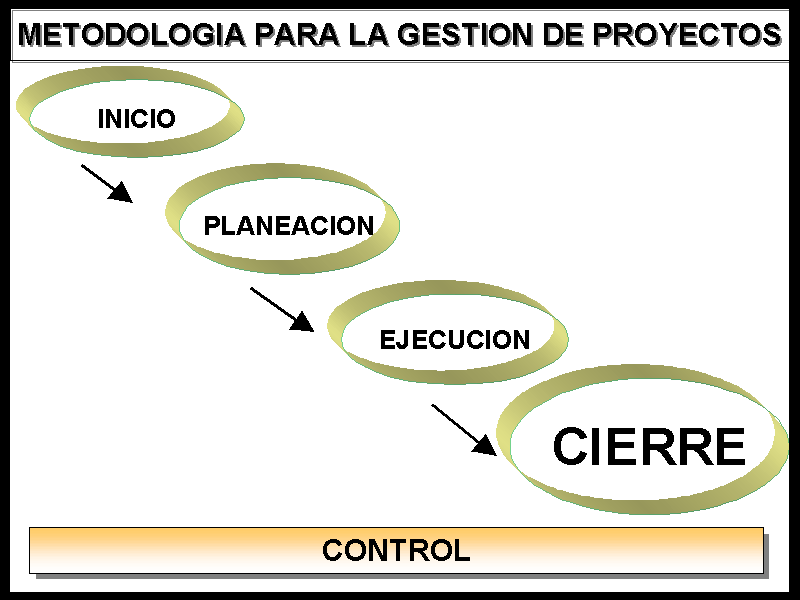 METODOLOGIA PARA LA GESTION DE PROYECTOS
INICIO
PLANEACION
EJECUCION
CIERRE
CONTROL